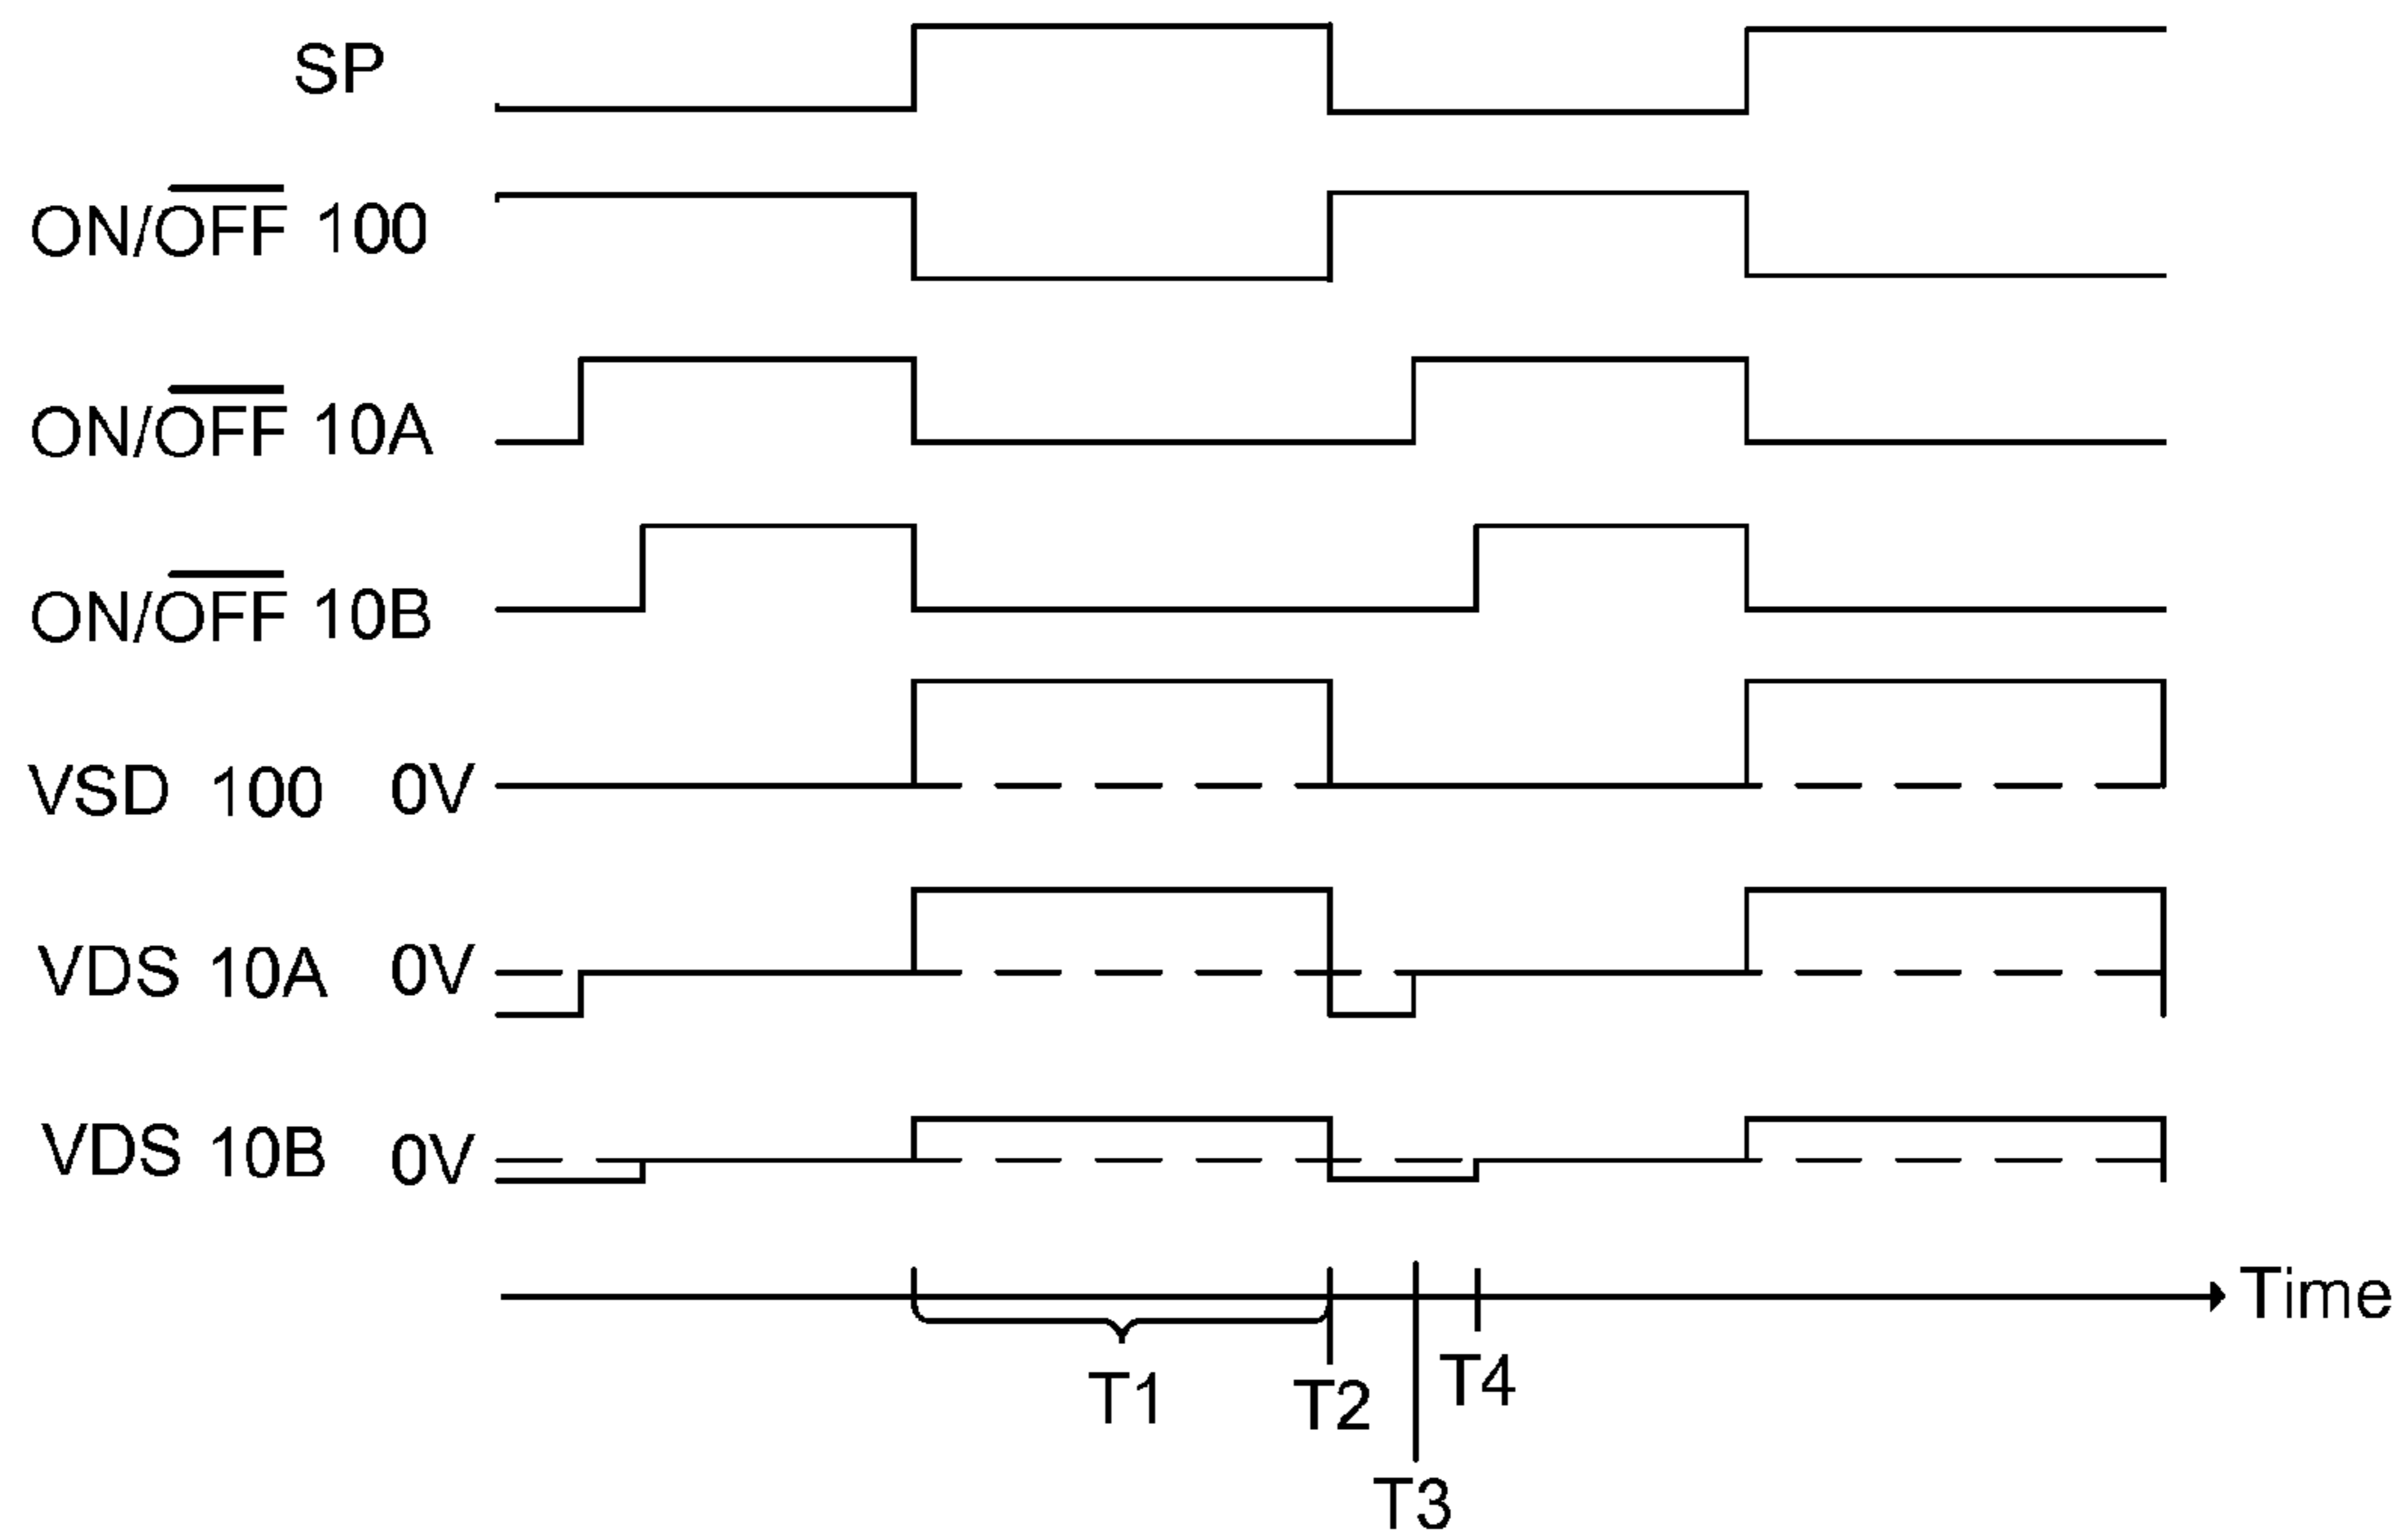 SP
ON/OFF 100
ON/OFF 10A
ON/OFF 10B
VSD 100 0V
VDS 10A 0V
VDS 10B 0V
Time
T1
T2
T4
T3